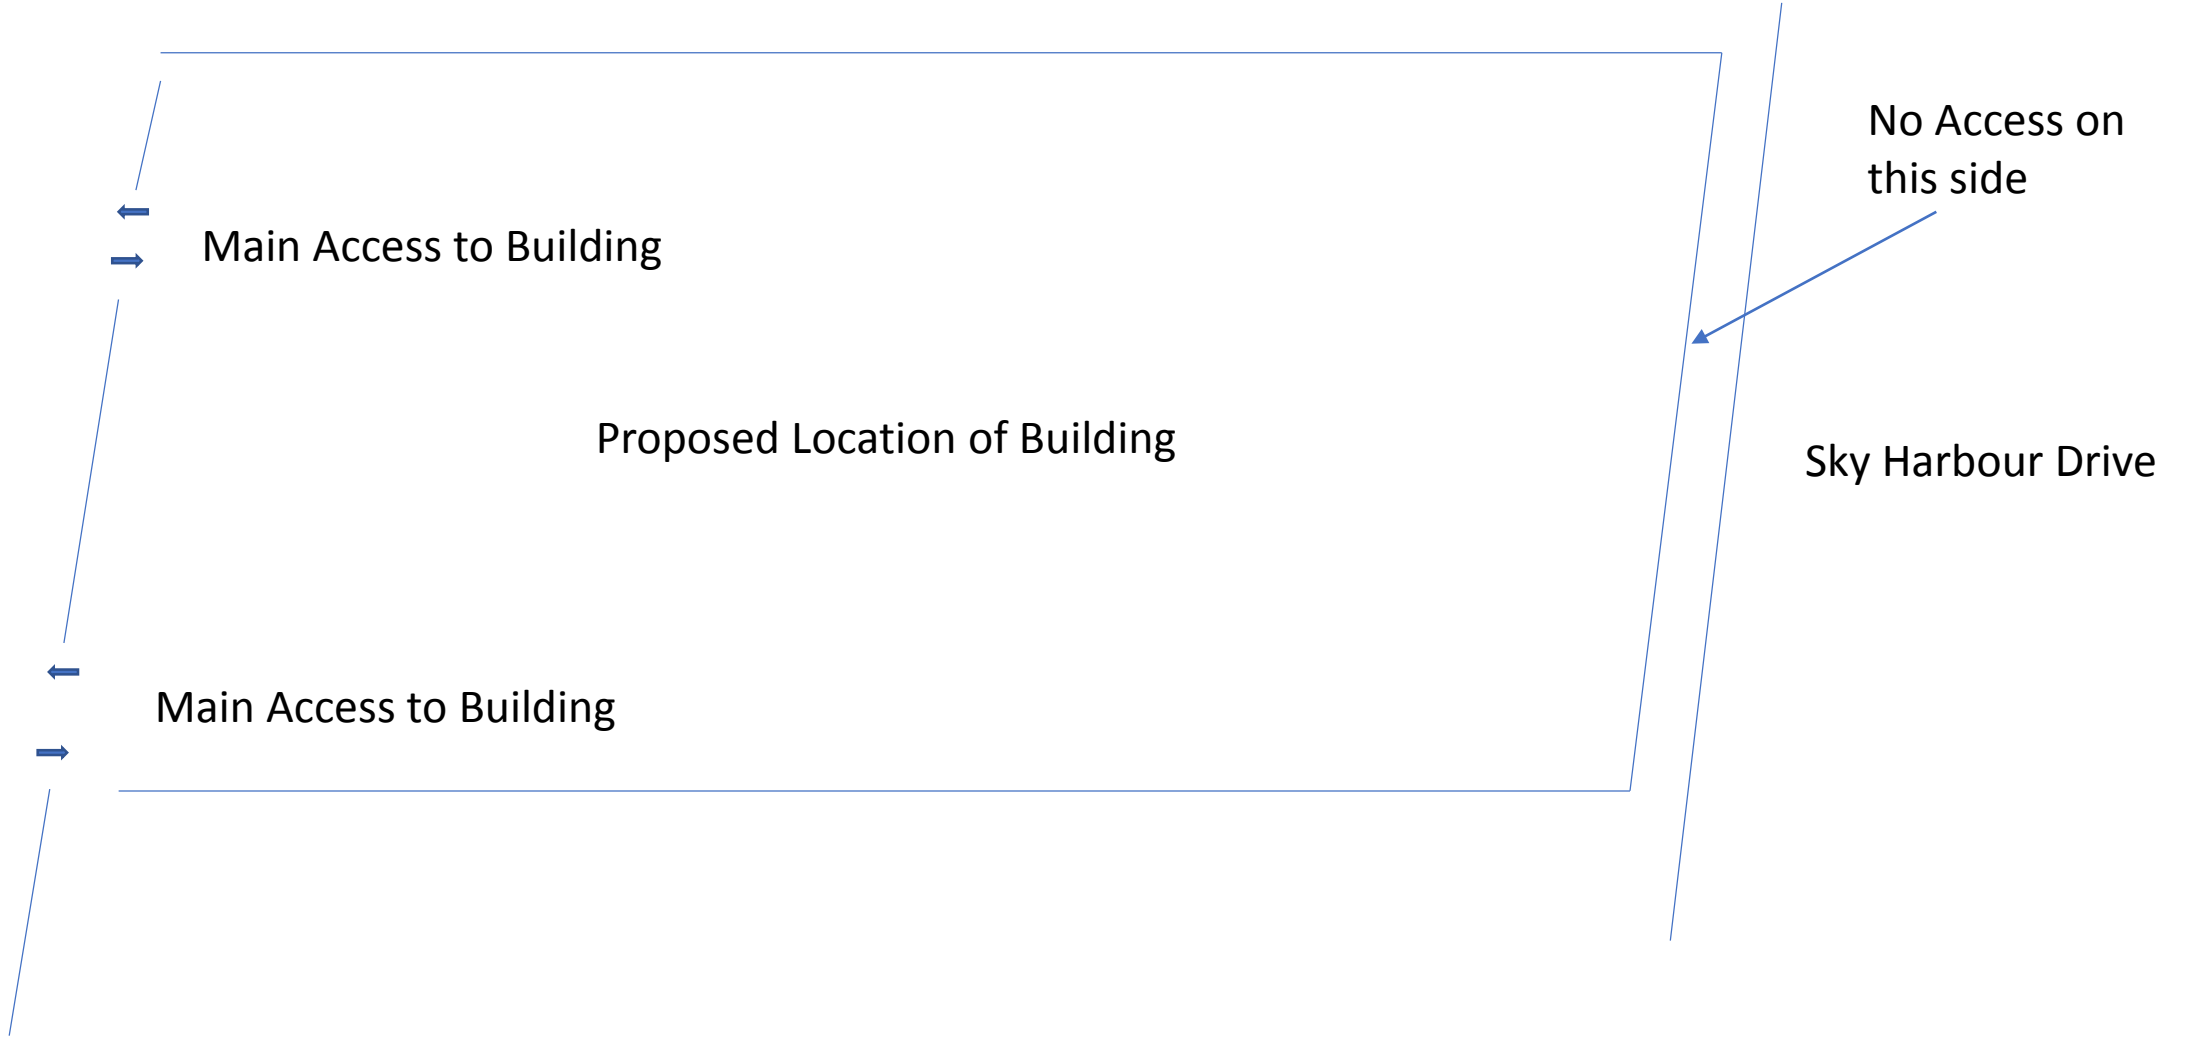 No Access on
this side
Main Access to Building
Proposed Location of Building
Sky Harbour Drive
Main Access to Building